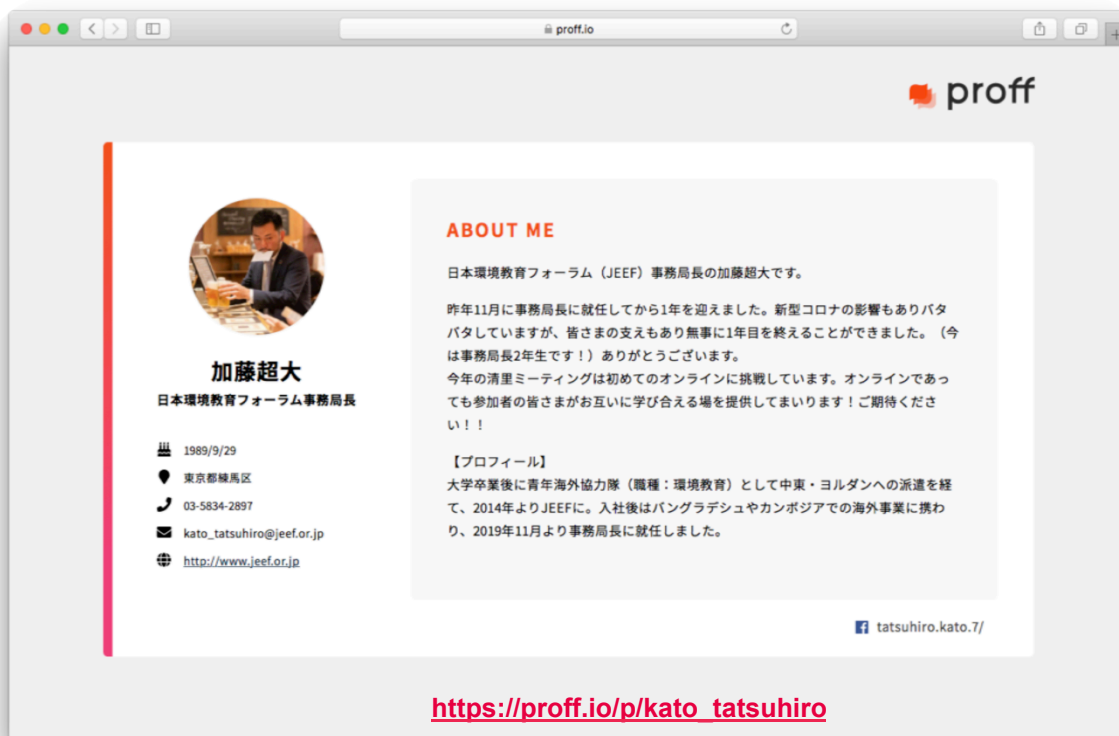 proff.io
proff
加藤超大
日本環境教育フォーラム事務局長
1989/9/29
東京都練馬区
03-5834-2897
kato_tatsuhiro@jeef.or.jp
http://www.jeef.or.jp
ABOUT ME
日本環境教育フォーラム（JEEF）事務局長の加藤超大です。
昨年11月に事務局長に就任してから1年を迎えました。新型コロナの影響もありバタ
バタしていますが、皆さまの支えもあり無事に1年目を終えることができました。（今
は事務局長2年生です！）ありがとうございます。
今年の清里ミーティングは初めてのオンラインに挑戦しています。オンラインであっ
ても参加者の皆さまがお互いに学び合える場を提供してまいります！ご期待くださ
い！！
【プロフィール】
大学卒業後に青年海外協力隊（職種：環境教育）として中東・ヨルダンへの派遣を経
て、2014年よりJEEFに。入社後はバングラデシュやカンボジアでの海外事業に携わ
り、2019年11月より事務局長に就任しました。
tatsuhiro.kato.7/
https://proff.io/p/kato_tatsuhiro